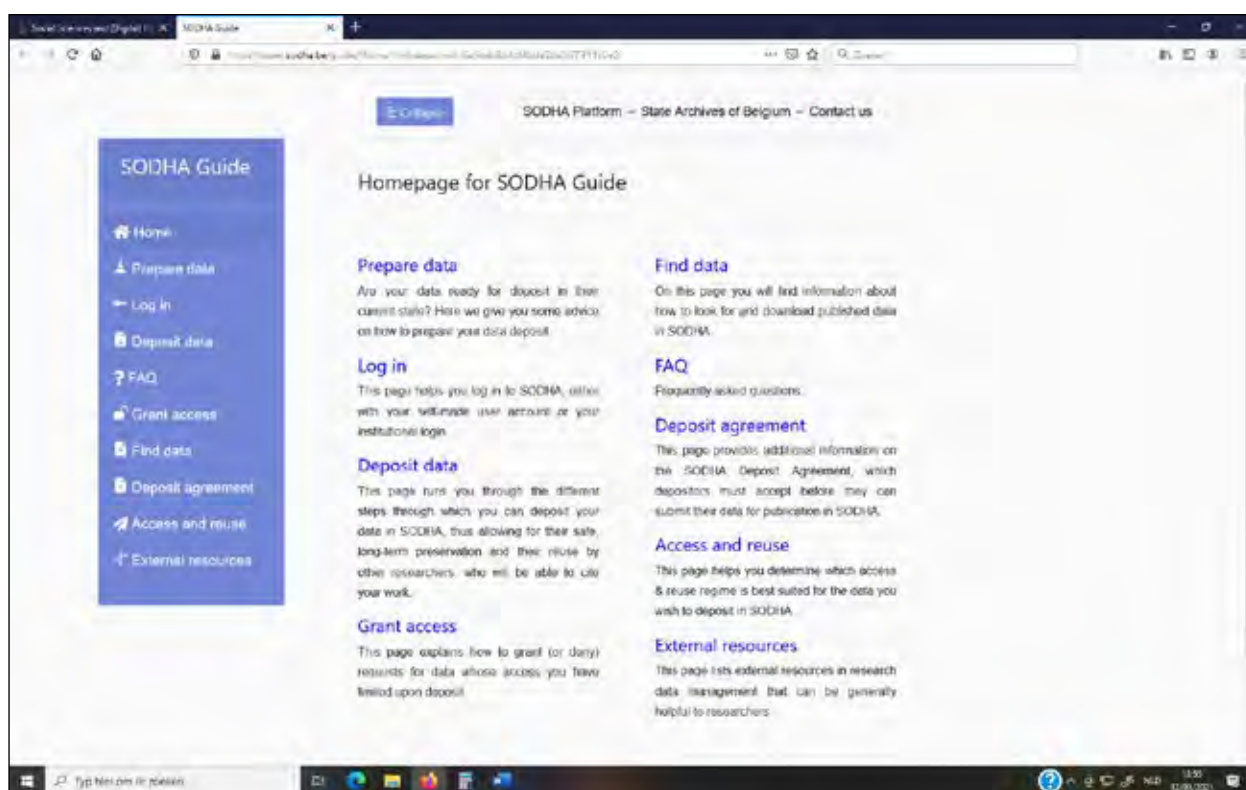 SODHA Guide
SODHA Platform – State Archives of Belgium – Contact us
SODHA Guide
Home
Prepare data
Log in
Deposit data
? FAQ
Grant access
Find data
Deposit agreement
Access and reuse
External resources
Homepage for SODHA Guide
Prepare data
Are your data ready for deposit in their
current state? Here we give you some advice
on how to prepare your data deposit.
Log in
This page helps you log in to SODHA, either
with your self-made user account or your
institutional login.
Deposit data
This page runs you through the different
steps through which you can deposit your
data in SODHA, thus allowing for their safe,
long-term preservation and their reuse by
other researchers, who will be able to cite
your work.
Grant access
This page explains how to grant (or deny)
requests for data whose access you have
limited upon deposit.
Find data
On this page you will find information about
how to look for and download published data
in SODHA.
FAQ
Frequently asked questions.
Deposit agreement
This page provides additional information on
the SODHA Deposit Agreement, which
depositors must accept before they can
submit their data for publication in SODHA.
Access and reuse
This page helps you determine which access
& reuse regime is best suited for the data you
wish to deposit in SODHA.
External resources
This page lists external resources in research
data management that can be generally
helpful to researchers.
Typ hier om te zoeken
NLD